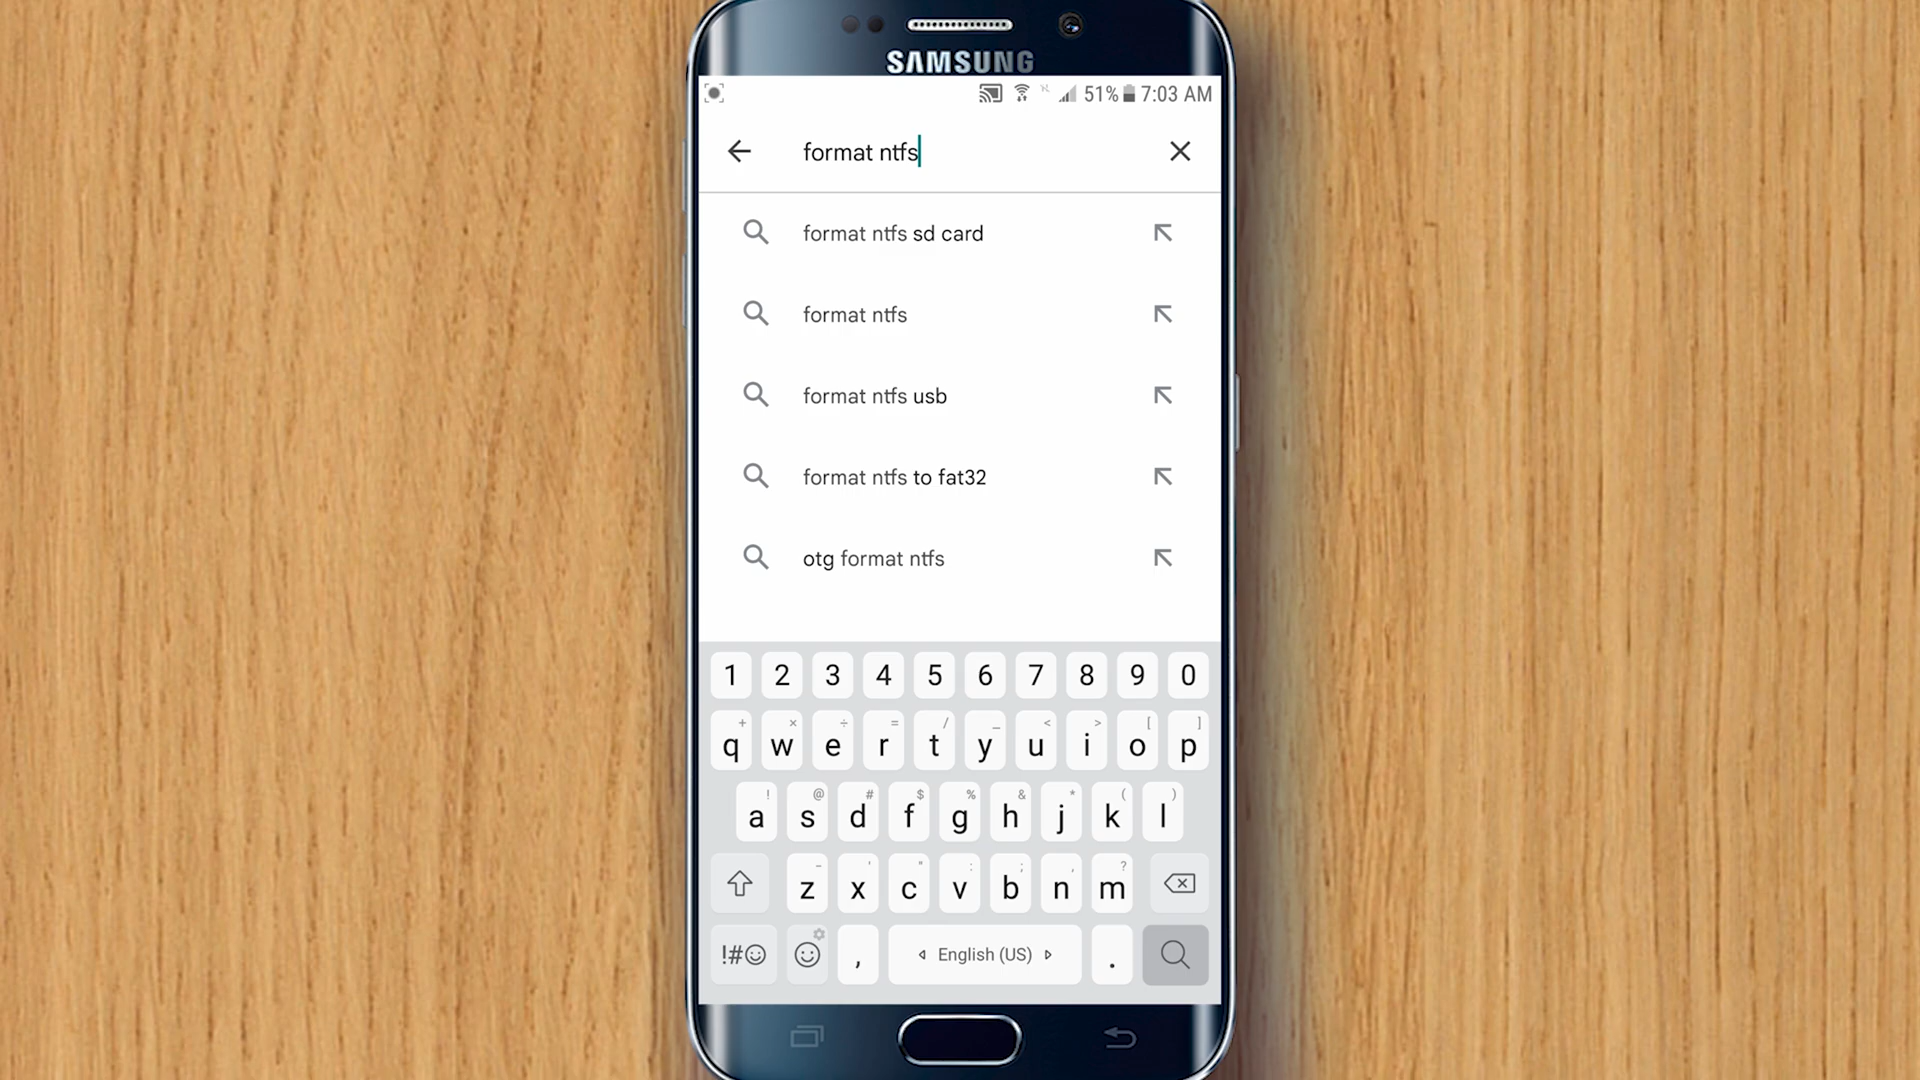 SAMSUNG
51% 7:03 AM
format ntfs
format ntfs sd card
format ntfs
format ntfs usb
format ntfs to fat32
otg format ntfs
1 2 3 4 5 6 7 8 9 0
+ × ÷ = / _ < > [ ]
q w e r t y u i o p
! @ # $ % & * ( )
a s d f g h j k l
- ' " : ; , ?
z x c v b n m
!#☺ , English (US) .